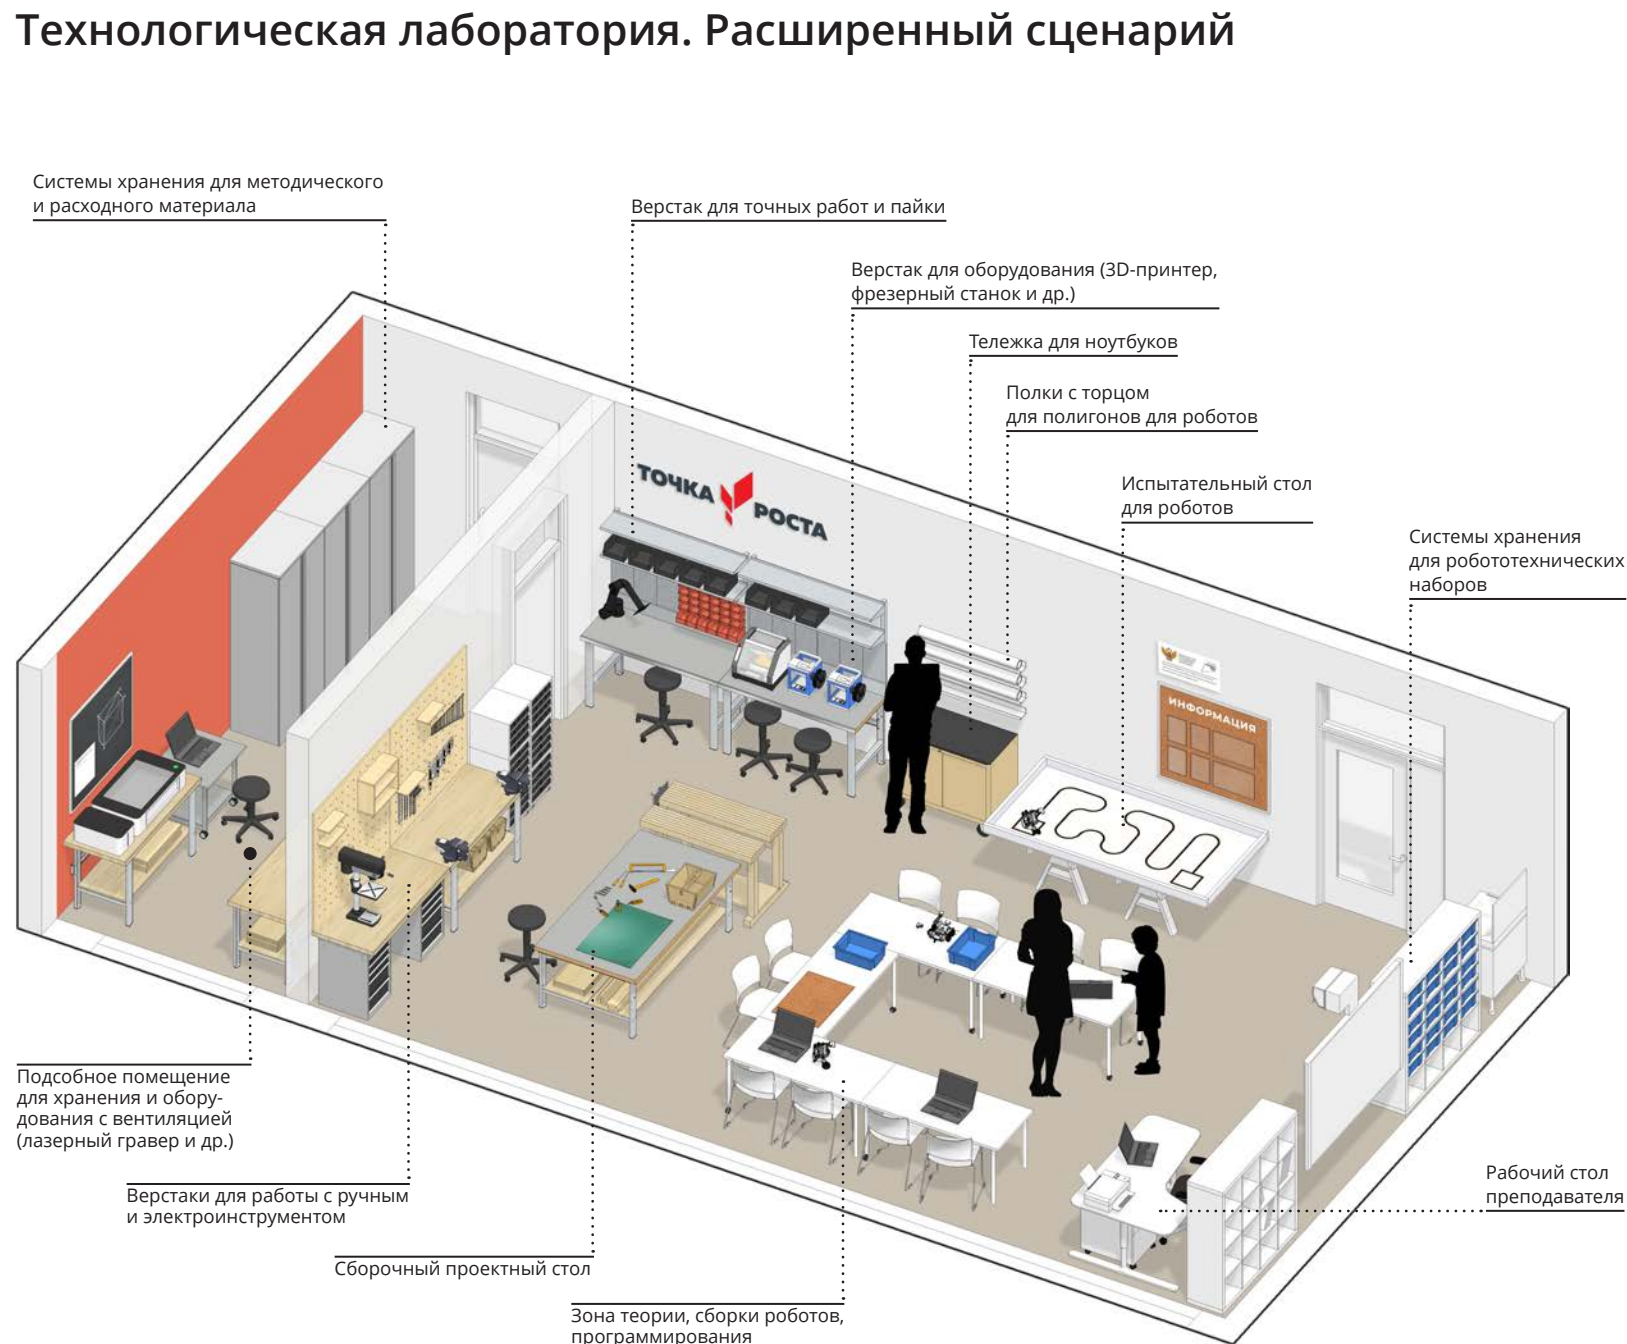 Технологическая лаборатория. Расширенный сценарий
Системы хранения для методического
и расходного материала
Верстак для точных работ и пайки
Верстак для оборудования (3D-принтер,
фрезерный станок и др.)
Тележка для ноутбуков
Полки с торцом
для полигонов для роботов
Испытательный стол
для роботов
Системы хранения
для робототехнических
наборов
ТОЧКА
РОСТА
ИНФОРМАЦИЯ
Подсобное помещение
для хранения и обору-
дования с вентиляцией
(лазерный гравер и др.)
Верстаки для работы с ручным
и электроинструментом
Сборочный проектный стол
Зона теории, сборки роботов,
программирования
Рабочий стол
преподавателя